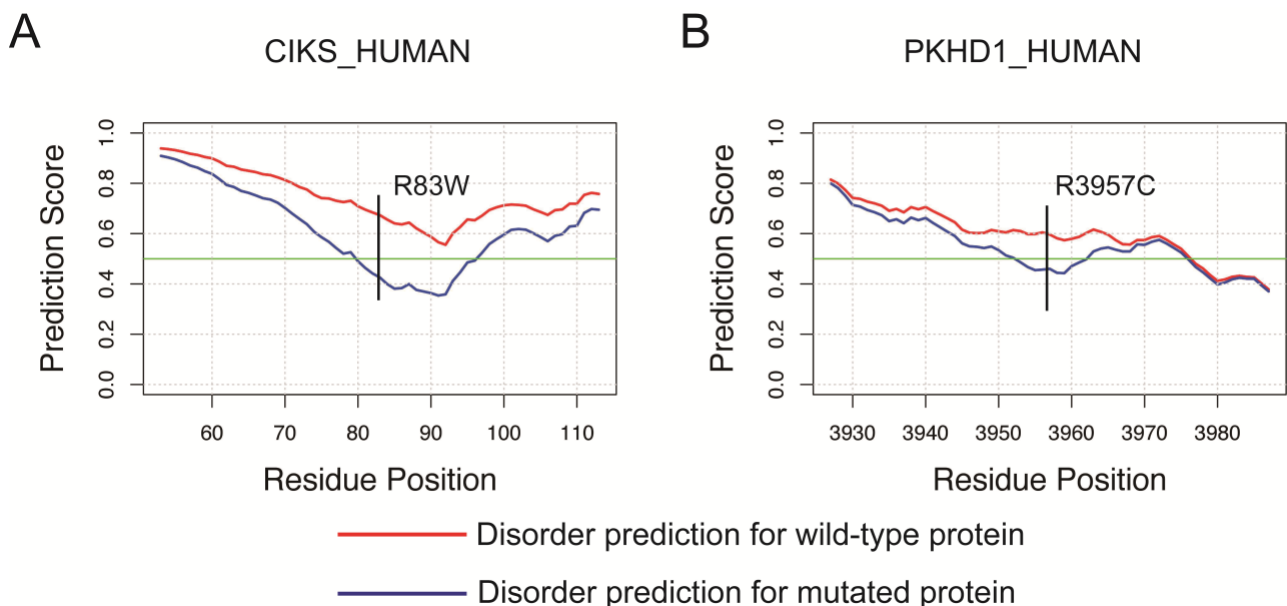 A
CIKS_HUMAN
Prediction Score
1.0
0.8
0.6
0.4
0.2
0.0
R83W
60 70 80 90 100 110
Residue Position
B
PKHD1_HUMAN
Prediction Score
1.0
0.8
0.6
0.4
0.2
0.0
R3957C
3930 3940 3950 3960 3970 3980
Residue Position
Disorder prediction for wild-type protein
Disorder prediction for mutated protein